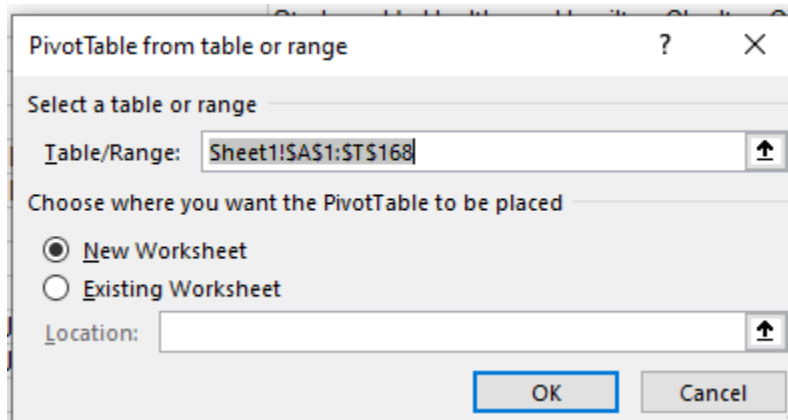 PivotTable from table or range ? ×
Select a table or range
Table/Range: Sheet1!$A$1:$T$168
Choose where you want the PivotTable to be placed
New Worksheet
Existing Worksheet
Location:
OK Cancel